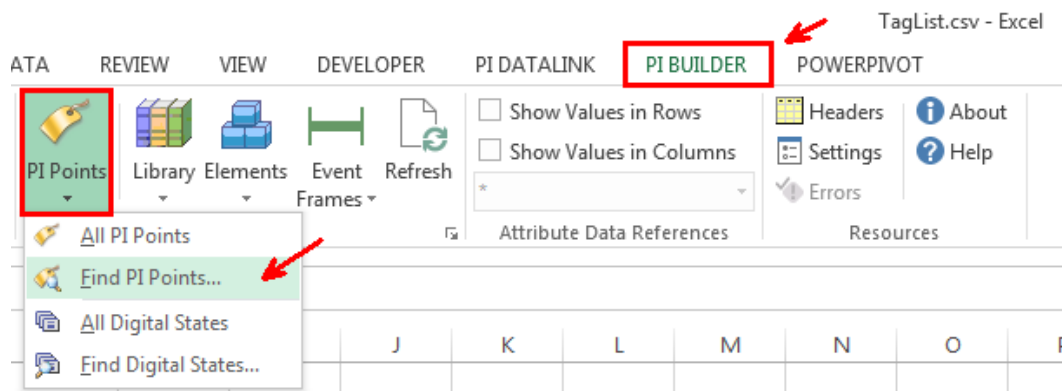 TagList.csv - Excel
ATA REVIEW VIEW DEVELOPER PI DATALINK PI BUILDER POWERPIVOT
PI Points
Library
Elements
Event Frames
Refresh
Show Values in Rows
Show Values in Columns
*
Attribute Data References
Headers
Settings
Errors
About
Help
Resources
All PI Points
Find PI Points...
All Digital States
Find Digital States...
J K L M N O